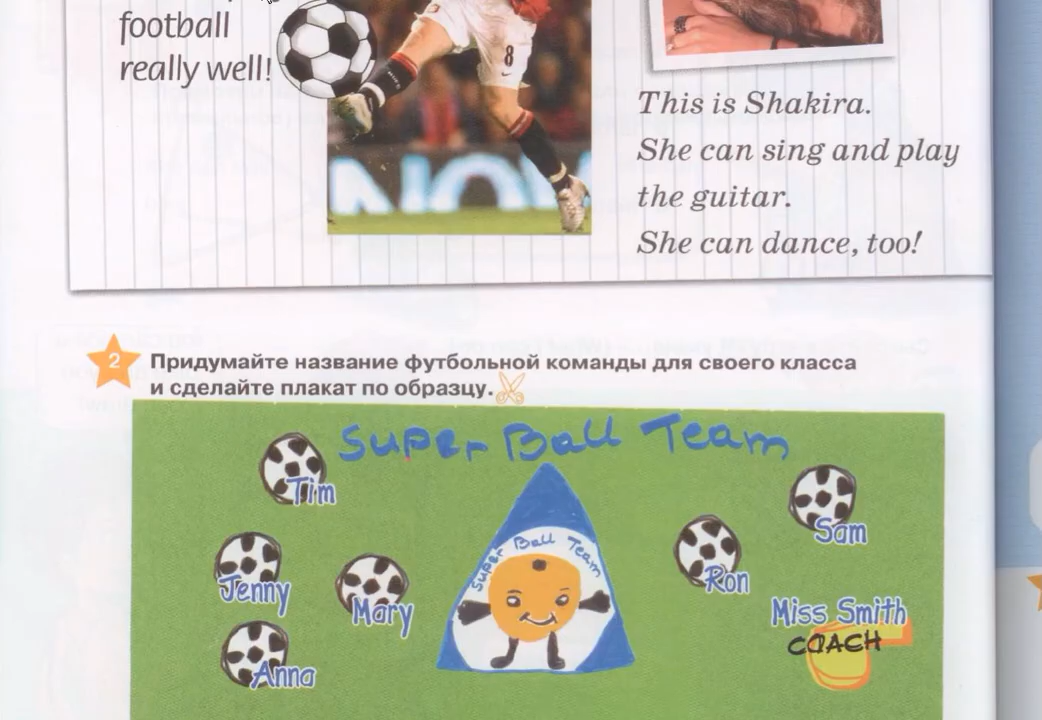 football
really well!
8
This is Shakira.
She can sing and play
the guitar.
She can dance, too!
2
Придумайте название футбольной команды для своего класса
и сделайте плакат по образцу.
Super Ball Team
Tim
Sam
Super Ball Team
Jenny
Mary
Ron
Miss Smith
COACH
Anna